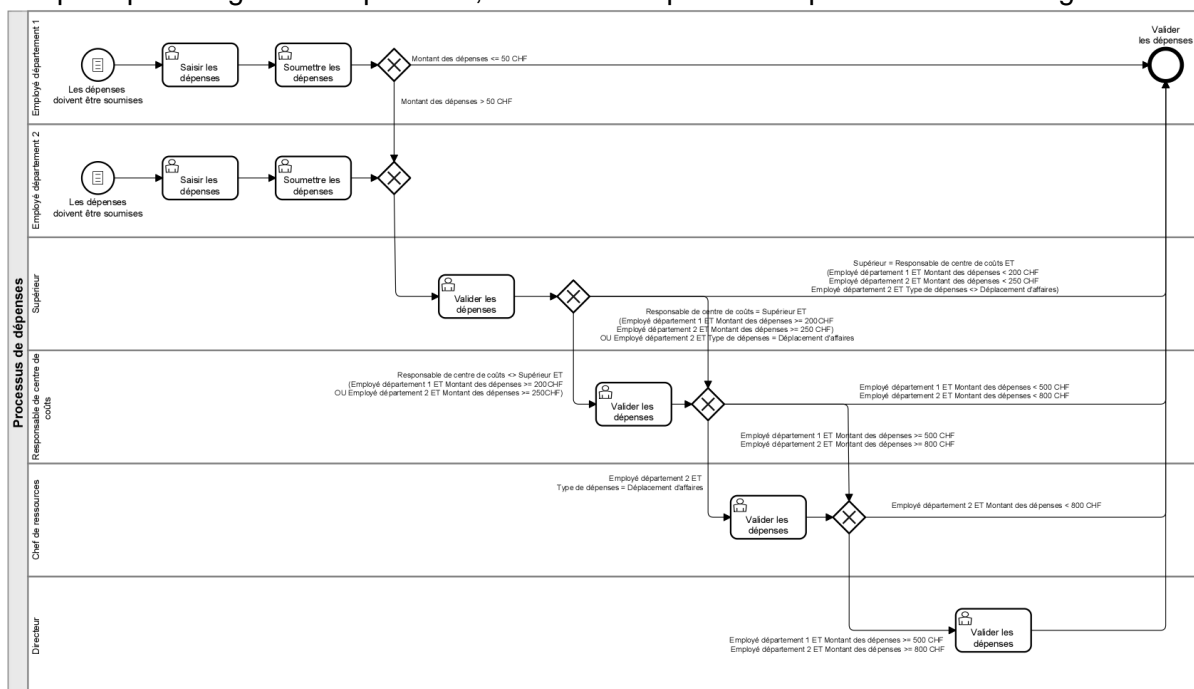 Processus de dépenses
Employé département 1
Les dépenses
doivent être soumises
Saisir les
dépenses
Soumettre les
dépenses
Montant des dépenses <= 50 CHF
Montant des dépenses > 50 CHF
Valider
les dépenses
Employé département 2
Les dépenses
doivent être soumises
Saisir les
dépenses
Soumettre les
dépenses
Supérieur
Valider les
dépenses
Supérieur = Responsable de centre de coûts ET
(Employé département 1 ET Montant des dépenses < 200 CHF
Employé département 2 ET Montant des dépenses < 250 CHF
Employé département 2 ET Type de dépenses <> Déplacement d'affaires)
Responsable de centre de coûts = Supérieur ET
(Employé département 1 ET Montant des dépenses >= 200CHF
Employé département 2 ET Montant des dépenses >= 250 CHF)
OU Employé département 2 ET Type de dépenses = Déplacement d'affaires
Responsable de centre de
coûts
Responsable de centre de coûts <> Supérieur ET
(Employé département 1 ET Montant des dépenses >= 200CHF
OU Employé département 2 ET Montant des dépenses >= 250CHF)
Valider les
dépenses
Employé département 1 ET Montant des dépenses < 500 CHF
Employé département 2 ET Montant des dépenses < 800 CHF
Employé département 1 ET Montant des dépenses >= 500 CHF
Employé département 2 ET Montant des dépenses >= 800 CHF
Chef de ressources
Employé département 2 ET
Type de dépenses = Déplacement d'affaires
Valider les
dépenses
Employé département 2 ET Montant des dépenses < 800 CHF
Directeur
Employé département 1 ET Montant des dépenses >= 500 CHF
Employé département 2 ET Montant des dépenses >= 800 CHF
Valider les
dépenses